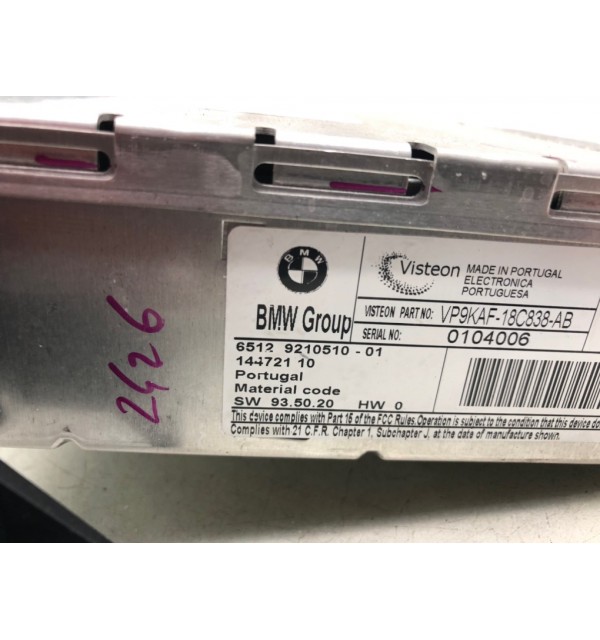 BMW
BMW Group
Visteon
MADE IN PORTUGAL
ELECTRONICA
PORTUGUESA
VISTEON PART NO: VP9KAF-18C838-AB
SERIAL NO: 0104006
6512 9210510 - 01
144721 10
Portugal
Material code
SW 93.50.20 HW 0
This device complies with Part 15 of the FCC Rules. Operation is subject to the condition that this device do
Complies with 21 C.F.R. Chapter 1, Subchapter J, at the date of manufacture shown.
2426